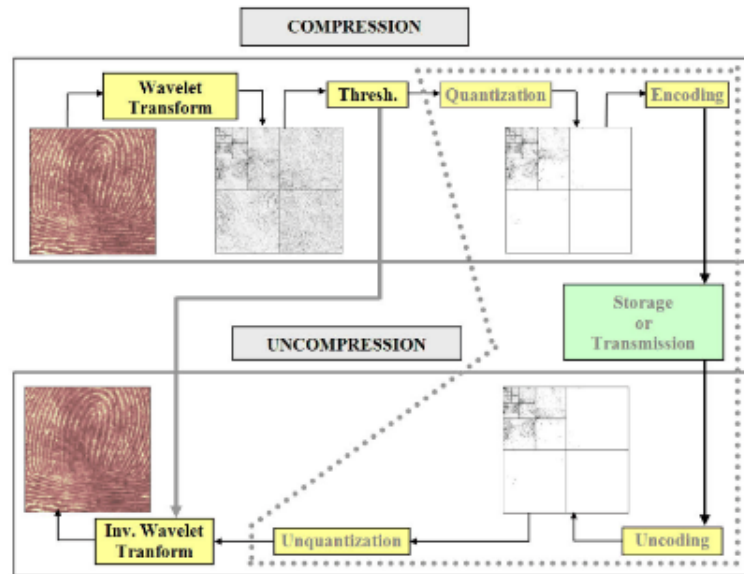 COMPRESSION
Wavelet
Transform
Thresh.
Quantization
Encoding
Storage
or
Transmission
UNCOMPRESSION
Inv. Wavelet
Tranform
Unquantization
Uncoding